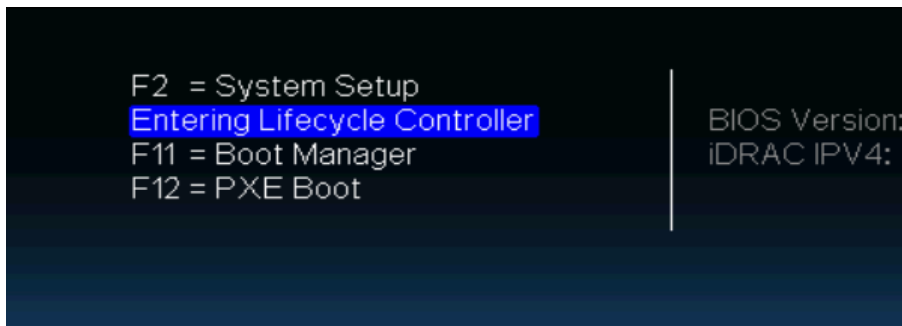 F2 = System Setup
Entering Lifecycle Controller
F11 = Boot Manager
F12 = PXE Boot
BIOS Version:
iDRAC IPV4: